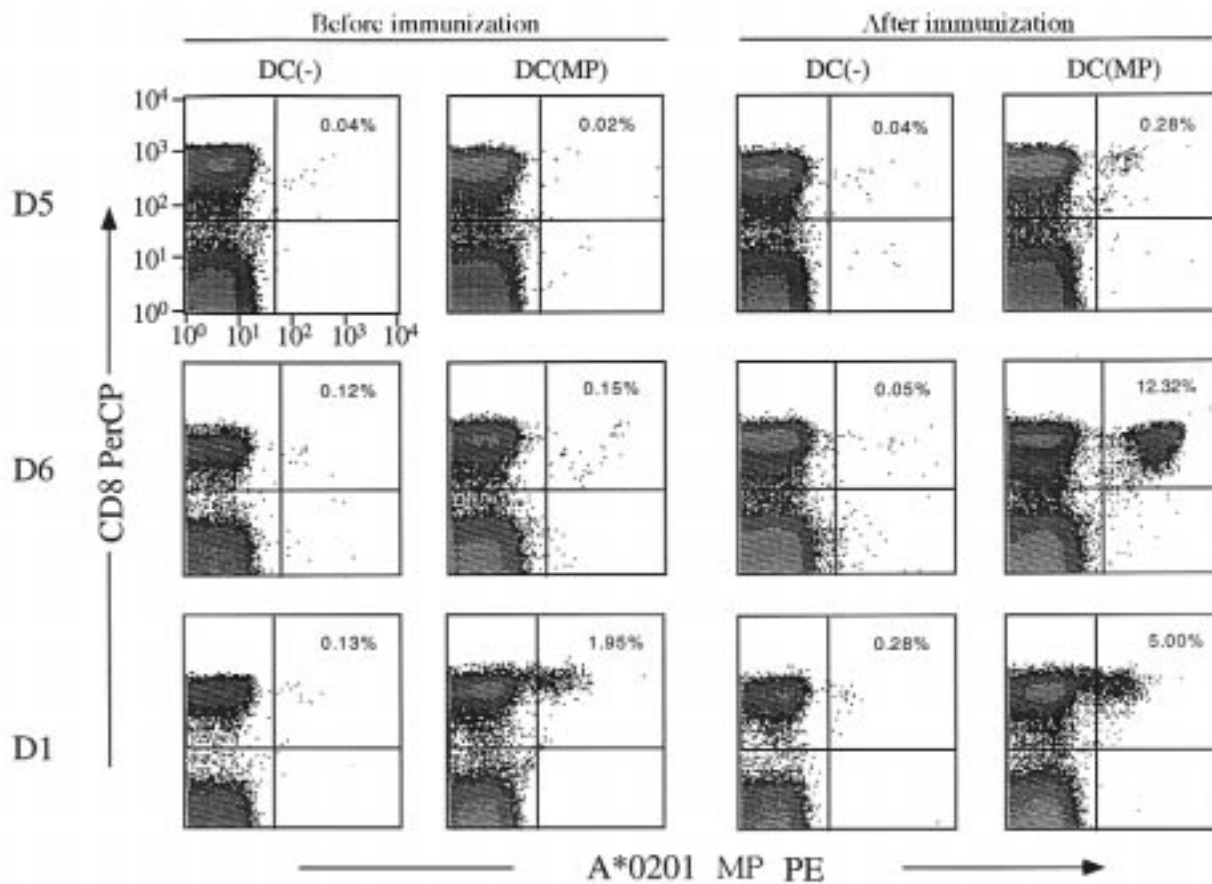 Before immunization After immunization
DC(-) DC(MP) DC(-) DC(MP)
D5
10⁴
10³
10²
10¹
10⁰
10⁰ 10¹ 10² 10³ 10⁴
0.04% 0.02% 0.04% 0.28%
D6
0.12% 0.15% 0.05% 12.32%
D1
0.13% 1.95% 0.28% 5.00%
CD8 PerCP
A*0201 MP PE